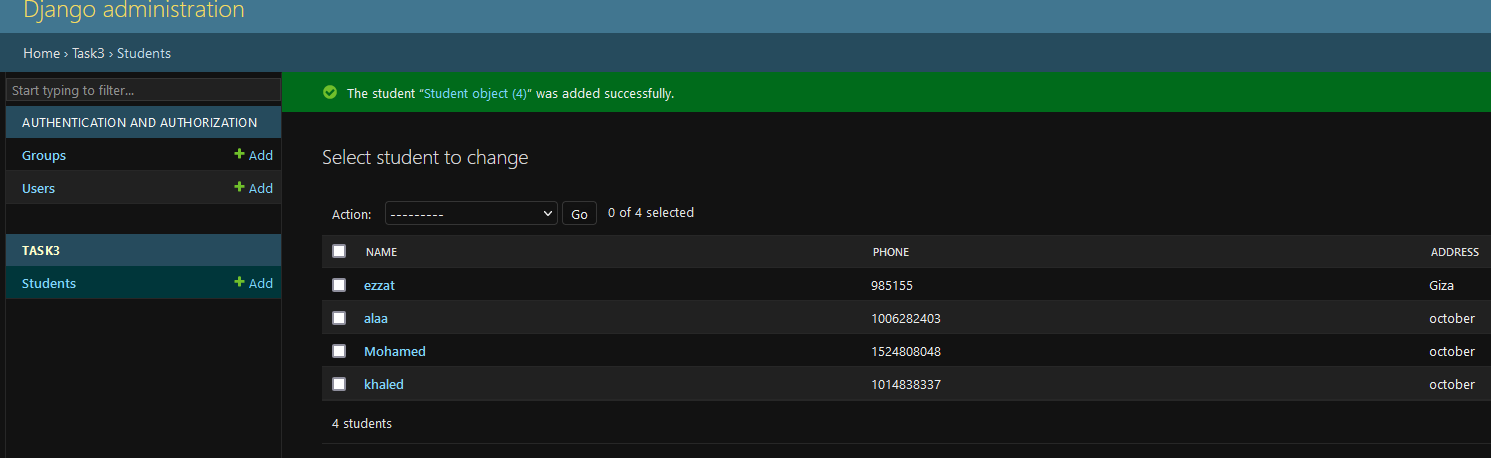 Django administration
Home › Task3 › Students
Start typing to filter...
AUTHENTICATION AND AUTHORIZATION
Groups + Add
Users + Add
TASK3
Students + Add
The student “Student object (4)” was added successfully.
Select student to change
Action: --------- Go 0 of 4 selected
NAME PHONE ADDRESS
ezzat 985155 Giza
alaa 1006282403 october
Mohamed 1524808048 october
khaled 1014838337 october
4 students